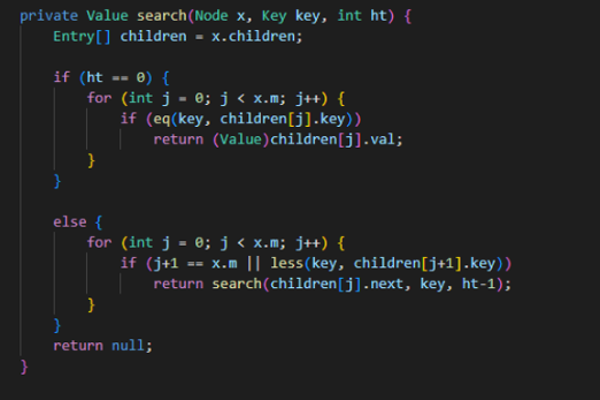 private Value search(Node x, Key key, int ht) {
    Entry[] children = x.children;

    if (ht == 0) {
        for (int j = 0; j < x.m; j++) {
            if (eq(key, children[j].key))
                return (Value)children[j].val;
        }
    }

    else {
        for (int j = 0; j < x.m; j++) {
            if (j+1 == x.m || less(key, children[j+1].key))
                return search(children[j].next, key, ht-1);
        }
    }
    return null;
}